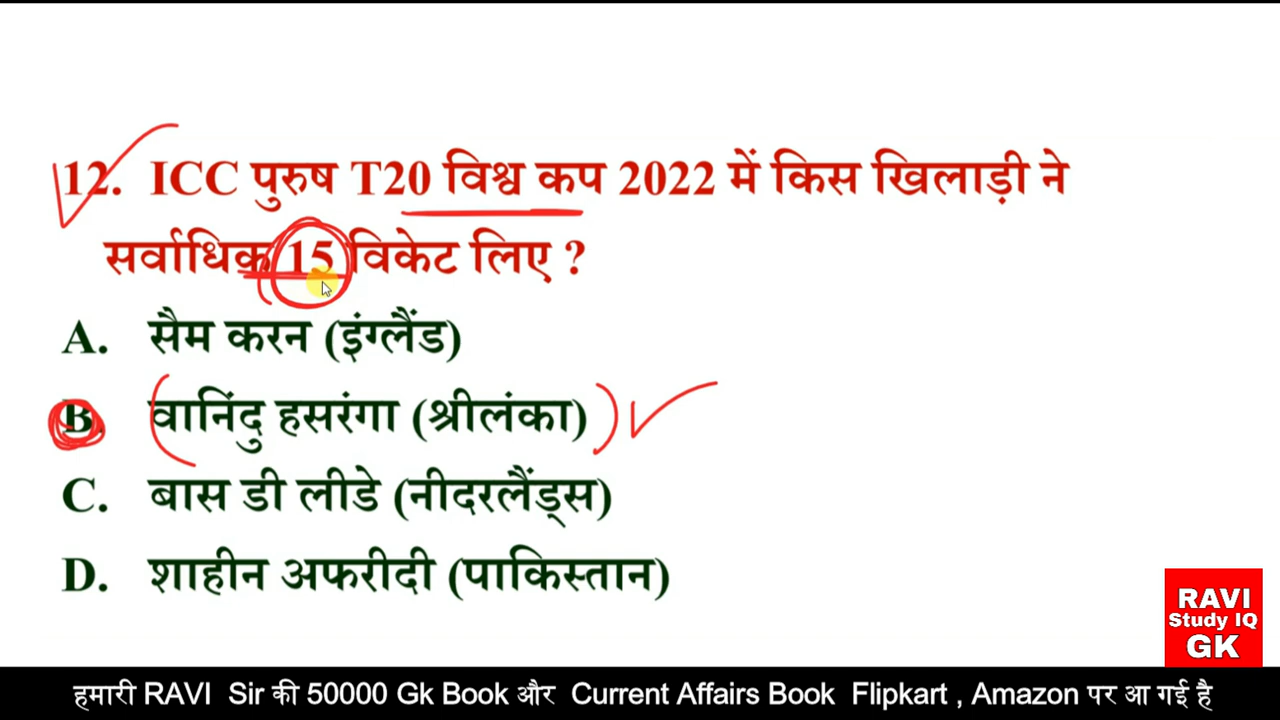 12. ICC पुरुष T20 विश्व कप 2022 में किस खिलाड़ी ने
सर्वाधिक 15 विकेट लिए ?
A. सैम करन (इंग्लैंड)
B. वानिंदु हसरंगा (श्रीलंका)
C. बास डी लीडे (नीदरलैंड्स)
D. शाहीन अफरीदी (पाकिस्तान)
RAVI
Study IQ
GK
हमारी RAVI Sir की 50000 Gk Book और Current Affairs Book Flipkart , Amazon पर आ गई है